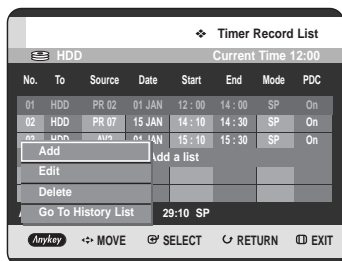 ❖ Timer Record List
HDD Current Time 12:00
No. To Source Date Start End Mode PDC
01 HDD PR 02 01 JAN 12 : 00 14 : 00 SP On
02 HDD PR 07 15 JAN 14 : 10 14 : 30 SP On
03 HDD AV2 01 JAN 15 : 10 15 : 30 SP On
Add
Add a list
Edit
Delete
Go To History List 29:10 SP
Anykey MOVE SELECT RETURN EXIT